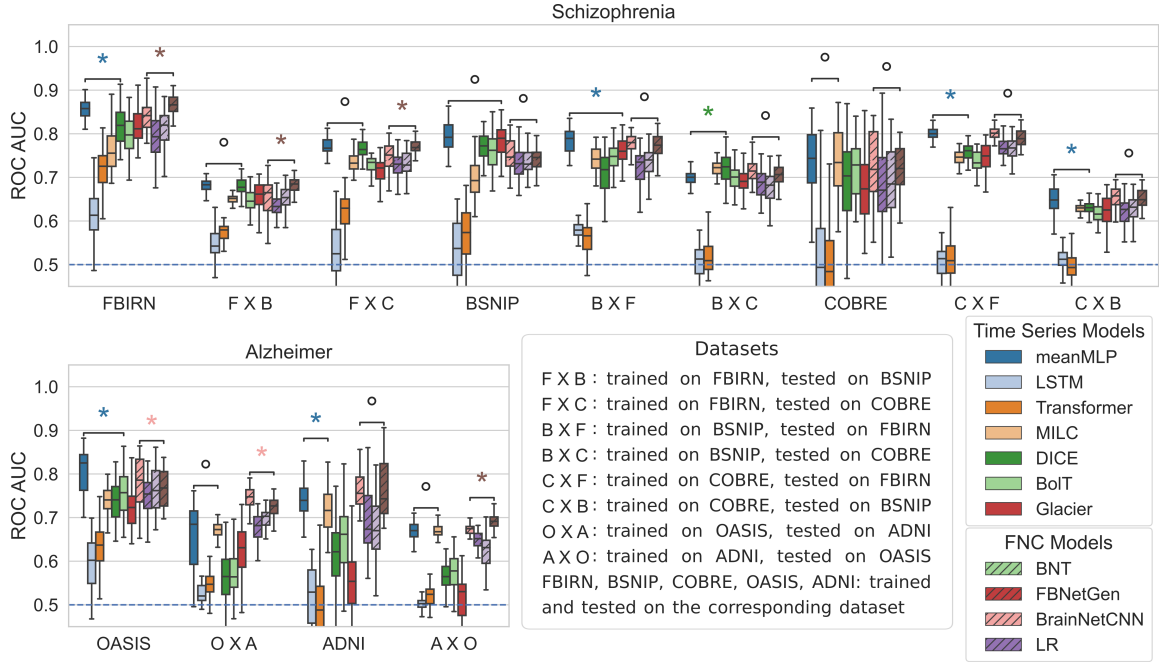 Schizophrenia
ROC AUC
1.0
0.9
0.8
0.7
0.6
0.5
FBIRN
F X B
F X C
BSNIP
B X F
B X C
COBRE
C X F
C X B
Alzheimer
ROC AUC
1.0
0.9
0.8
0.7
0.6
0.5
OASIS
O X A
ADNI
A X O
Datasets
F X B: trained on FBIRN, tested on BSNIP
F X C: trained on FBIRN, tested on COBRE
B X F: trained on BSNIP, tested on FBIRN
B X C: trained on BSNIP, tested on COBRE
C X F: trained on COBRE, tested on FBIRN
C X B: trained on COBRE, tested on BSNIP
O X A: trained on OASIS, tested on ADNI
A X O: trained on ADNI, tested on OASIS
FBIRN, BSNIP, COBRE, OASIS, ADNI: trained
and tested on the corresponding dataset
Time Series Models
meanMLP
LSTM
Transformer
MILC
DICE
BolT
Glacier
FNC Models
BNT
FBNetGen
BrainNetCNN
LR